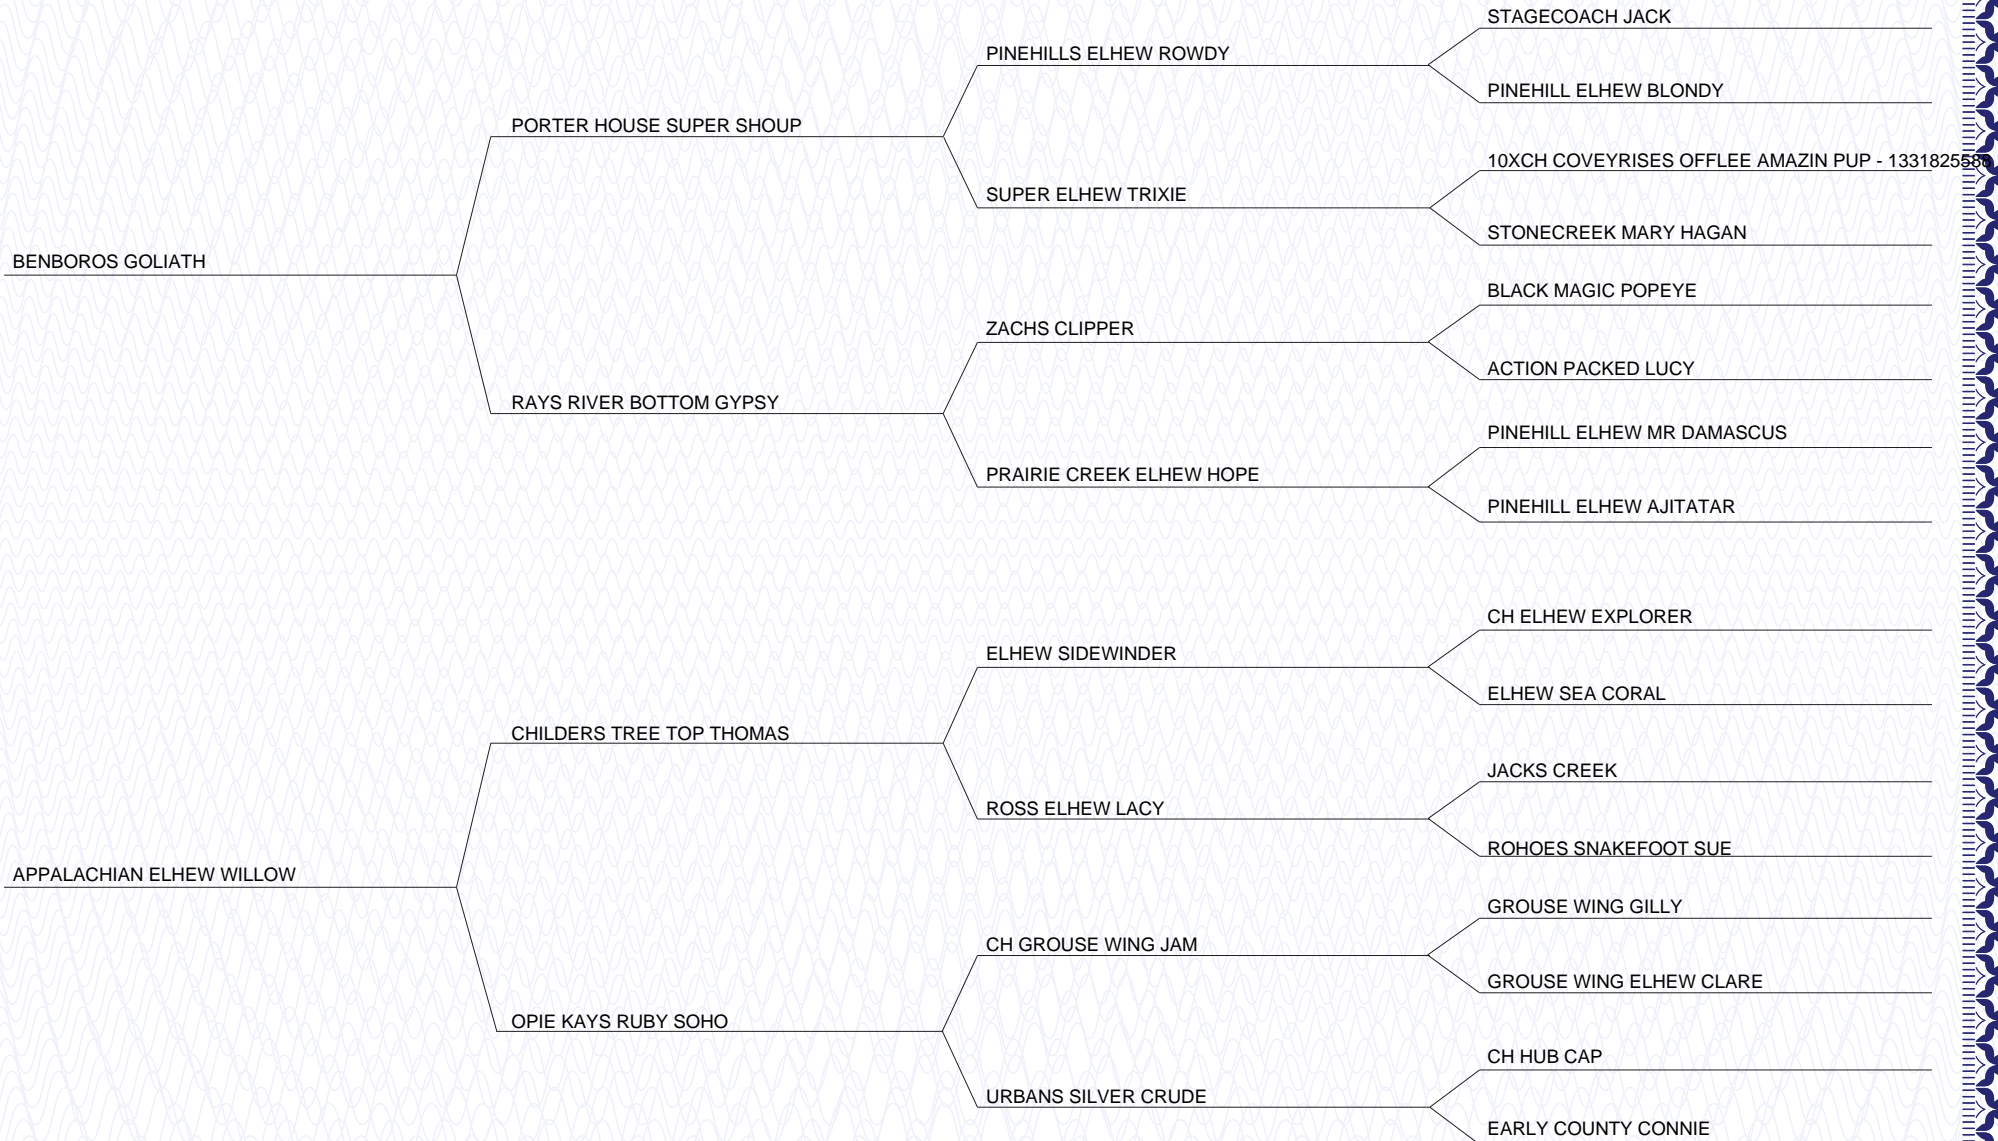 STAGECOACH JACK
PINEHILLS ELHEW ROWDY
PINEHILL ELHEW BLONDY
PORTER HOUSE SUPER SHOUP
10XCH COVEYRISES OFFLEE AMAZIN PUP - 1331825588
SUPER ELHEW TRIXIE
STONECREEK MARY HAGAN
BENBOROS GOLIATH
BLACK MAGIC POPEYE
ZACHS CLIPPER
ACTION PACKED LUCY
RAYS RIVER BOTTOM GYPSY
PINEHILL ELHEW MR DAMASCUS
PRAIRIE CREEK ELHEW HOPE
PINEHILL ELHEW AJITATAR
CH ELHEW EXPLORER
ELHEW SIDEWINDER
ELHEW SEA CORAL
CHILDERS TREE TOP THOMAS
JACKS CREEK
ROSS ELHEW LACY
ROHOES SNAKEFOOT SUE
APPALACHIAN ELHEW WILLOW
GROUSE WING GILLY
CH GROUSE WING JAM
GROUSE WING ELHEW CLARE
OPIE KAYS RUBY SOHO
CH HUB CAP
URBANS SILVER CRUDE
EARLY COUNTY CONNIE